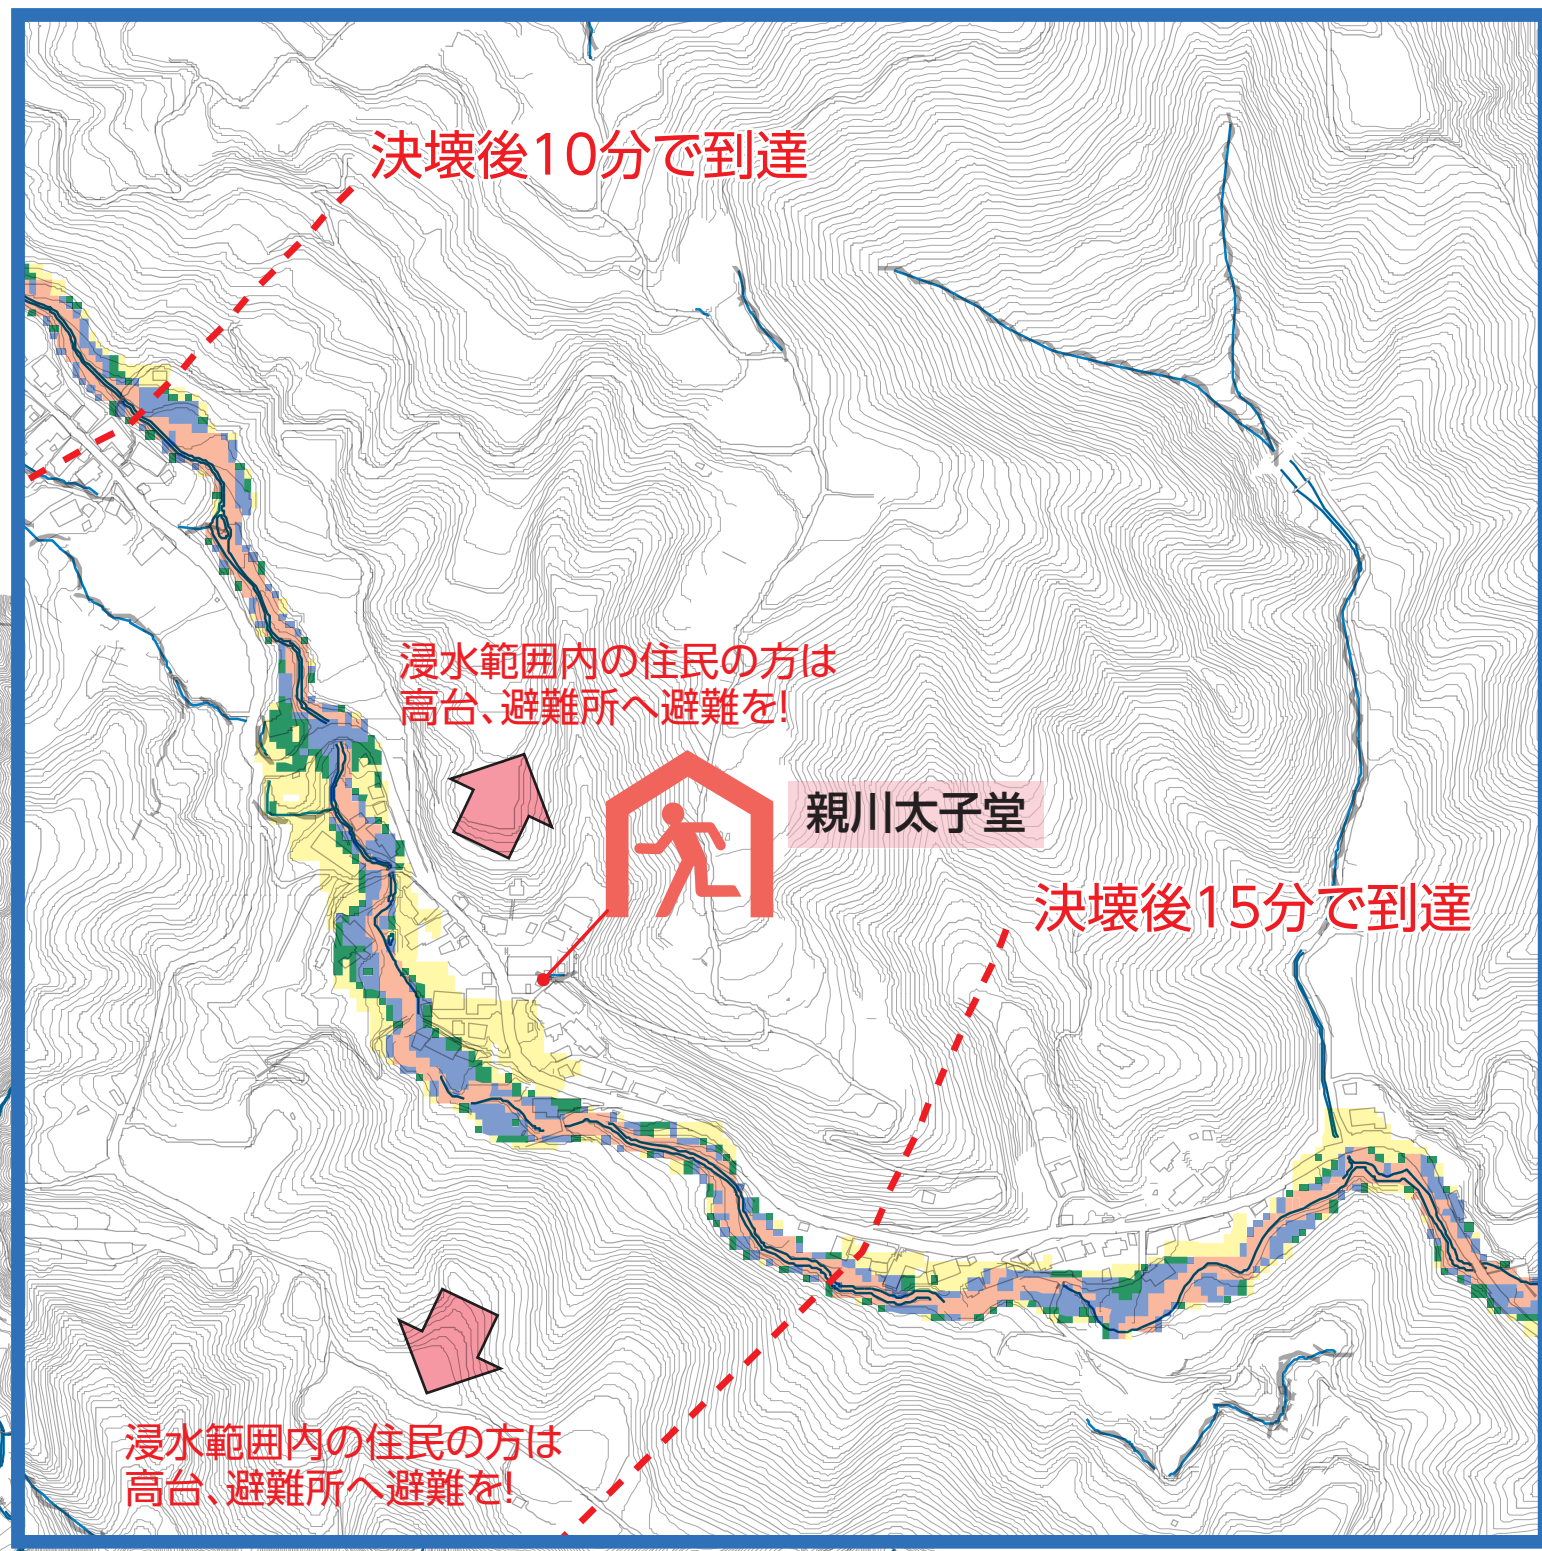 決壊後10分で到達
浸水範囲内の住民の方は
高台、避難所へ避難を!
親川太子堂
決壊後15分で到達
浸水範囲内の住民の方は
高台、避難所へ避難を!